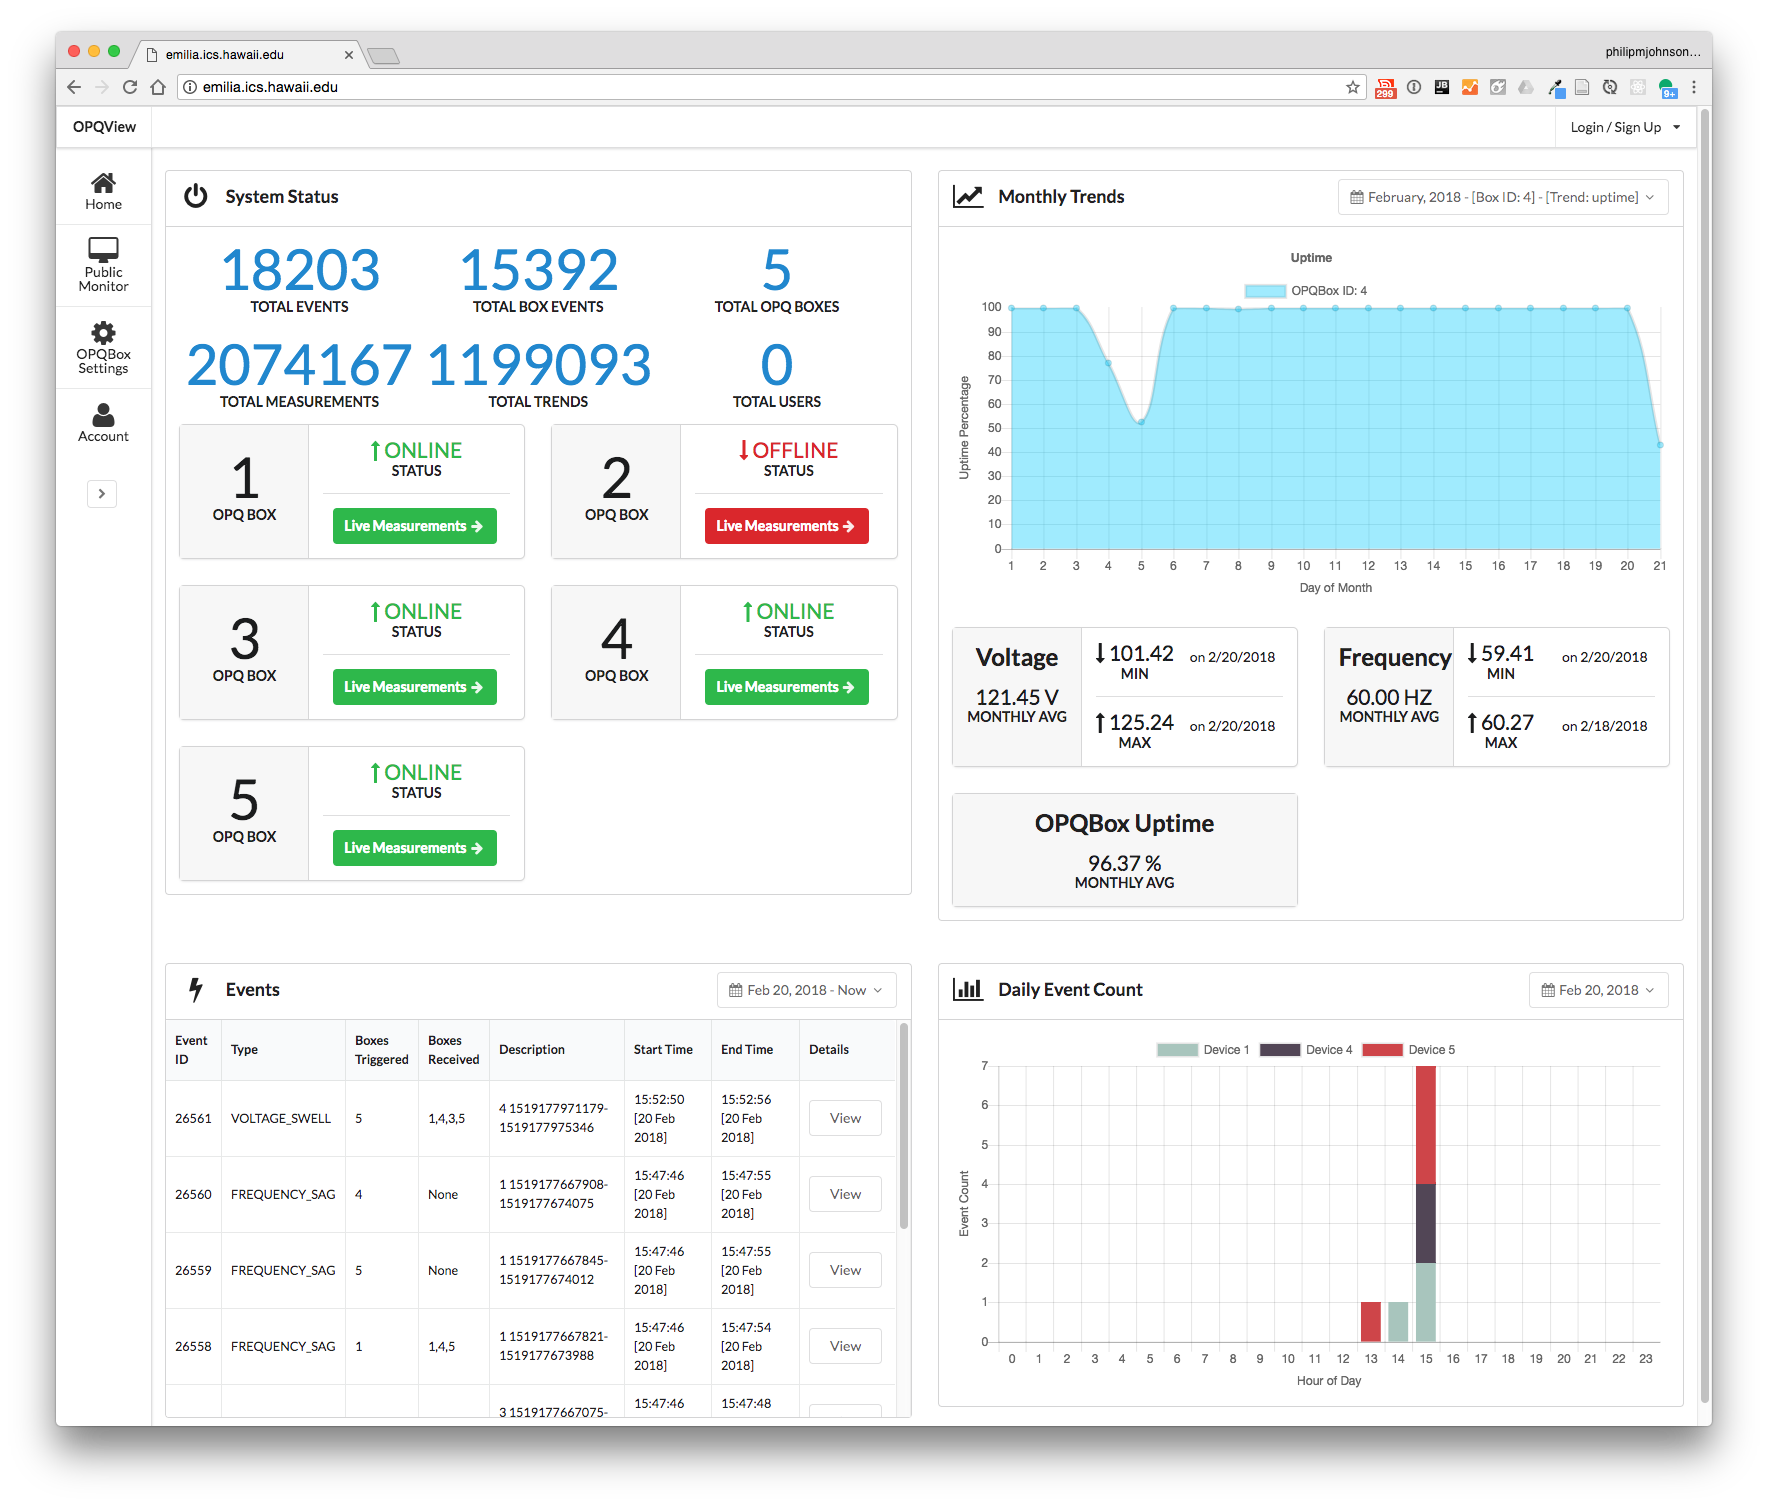 emilia.ics.hawaii.edu
philipmjohnson...
emilia.ics.hawaii.edu
299
JB
9+
OPQView
Login / Sign Up
Home
Public
Monitor
OPQBox
Settings
Account
System Status
18203 15392 5
TOTAL EVENTS TOTAL BOX EVENTS TOTAL OPQ BOXES
2074167 1199093 0
TOTAL MEASUREMENTS TOTAL TRENDS TOTAL USERS
1
OPQ BOX
ONLINE
STATUS
Live Measurements
2
OPQ BOX
OFFLINE
STATUS
Live Measurements
3
OPQ BOX
ONLINE
STATUS
Live Measurements
4
OPQ BOX
ONLINE
STATUS
Live Measurements
5
OPQ BOX
ONLINE
STATUS
Live Measurements
Monthly Trends
February, 2018 - [Box ID: 4] - [Trend: uptime]
Uptime
OPQBox ID: 4
Uptime Percentage
100
90
80
70
60
50
40
30
20
10
0
1 2 3 4 5 6 7 8 9 10 11 12 13 14 15 16 17 18 19 20 21
Day of Month
Voltage
121.45 V
MONTHLY AVG
101.42 on 2/20/2018
MIN
125.24 on 2/20/2018
MAX
Frequency
60.00 HZ
MONTHLY AVG
59.41 on 2/20/2018
MIN
60.27 on 2/18/2018
MAX
OPQBox Uptime
96.37 %
MONTHLY AVG
Events
Feb 20, 2018 - Now
Event ID Type Boxes Triggered Boxes Received Description Start Time End Time Details
26561 VOLTAGE_SWELL 5 1,4,3,5 4 1519177971179-1519177975346 15:52:50 [20 Feb 2018] 15:52:56 [20 Feb 2018] View
26560 FREQUENCY_SAG 4 None 1 1519177667908-1519177674075 15:47:46 [20 Feb 2018] 15:47:55 [20 Feb 2018] View
26559 FREQUENCY_SAG 5 None 1 1519177667845-1519177674012 15:47:46 [20 Feb 2018] 15:47:55 [20 Feb 2018] View
26558 FREQUENCY_SAG 1 1,4,5 1 1519177667821-1519177673988 15:47:46 [20 Feb 2018] 15:47:54 [20 Feb 2018] View
3 1519177667075- 15:47:46 15:47:48
Daily Event Count
Feb 20, 2018
Device 1 Device 4 Device 5
Event Count
7
6
5
4
3
2
1
0
0 1 2 3 4 5 6 7 8 9 10 11 12 13 14 15 16 17 18 19 20 21 22 23
Hour of Day